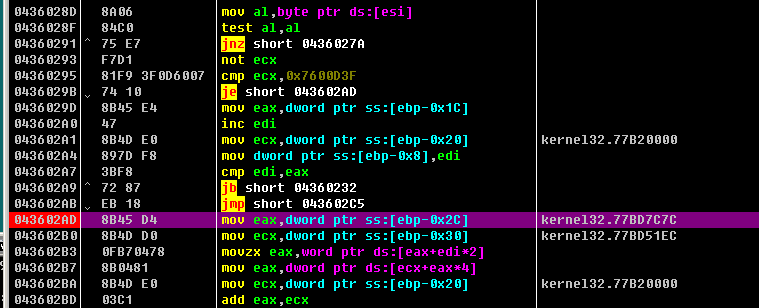 0436028D 8A06 mov al,byte ptr ds:[esi]
0436028F 84C0 test al,al
04360291 ^ 75 E7 jnz short 0436027A
04360293 F7D1 not ecx
04360295 81F9 3F0D6007 cmp ecx,0x7600D3F
0436029B ⌄ 74 10 je short 043602AD
0436029D 8B45 E4 mov eax,dword ptr ss:[ebp-0x1C]
043602A0 47 inc edi
043602A1 8B4D E0 mov ecx,dword ptr ss:[ebp-0x20] kernel32.77B20000
043602A4 897D F8 mov dword ptr ss:[ebp-0x8],edi
043602A7 3BF8 cmp edi,eax
043602A9 ^ 72 87 jb short 04360232
043602AB ⌄ EB 18 jmp short 043602C5
043602AD 8B45 D4 mov eax,dword ptr ss:[ebp-0x2C] kernel32.77BD7C7C
043602B0 8B4D D0 mov ecx,dword ptr ss:[ebp-0x30] kernel32.77BD51EC
043602B3 0FB70478 movzx eax,word ptr ds:[eax+edi*2]
043602B7 8B0481 mov eax,dword ptr ds:[ecx+eax*4]
043602BA 8B4D E0 mov ecx,dword ptr ss:[ebp-0x20] kernel32.77B20000
043602BD 03C1 add eax,ecx